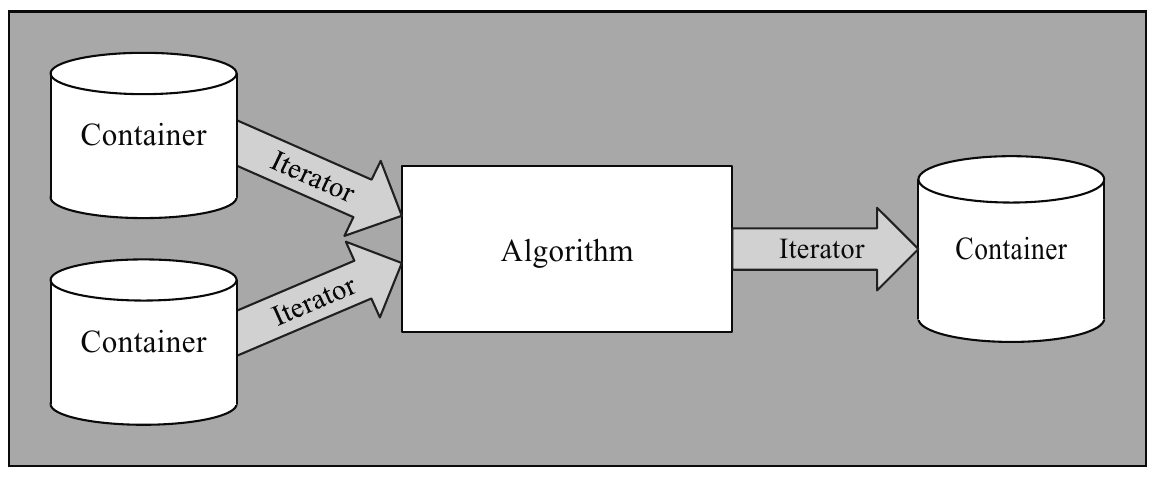 Container
Iterator
Container
Iterator
Algorithm
Iterator
Container